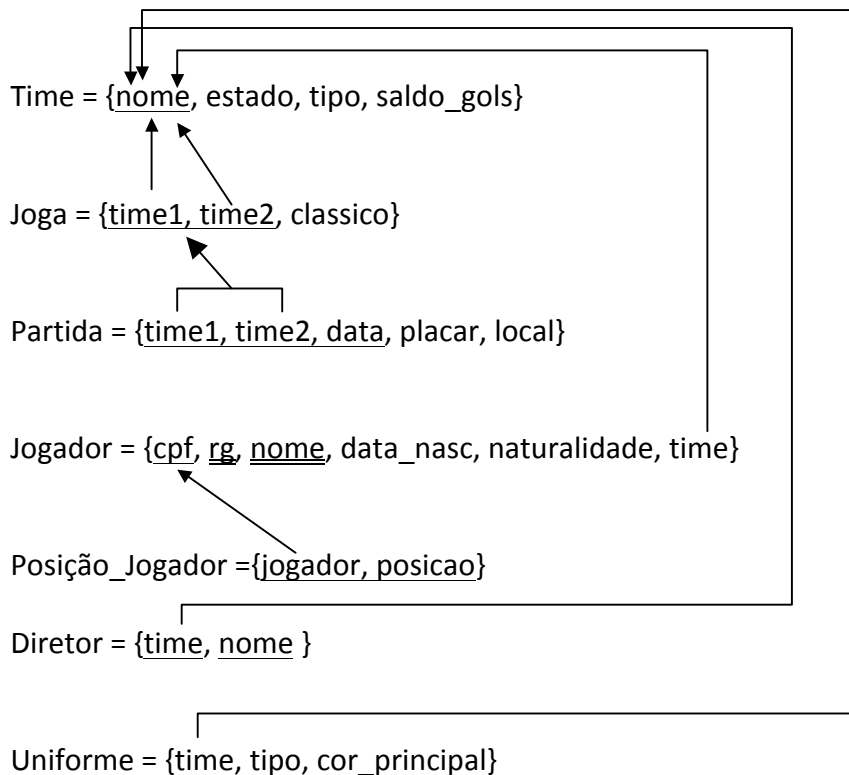 Time = {nome, estado, tipo, saldo_gols}
Joga = {time1, time2, classico}
Partida = {time1, time2, data, placar, local}
Jogador = {cpf, rg, nome, data_nasc, naturalidade, time}
Posição_Jogador ={jogador, posicao}
Diretor = {time, nome }
Uniforme = {time, tipo, cor_principal}